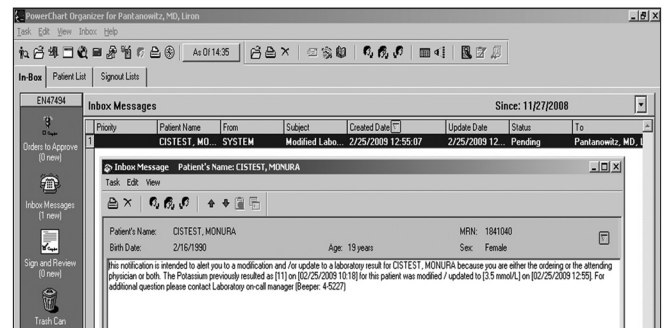 PowerChart Organizer for Pantanowitz, MD, Liron
Task Edit View Inbox Help
As Of 14:35
In-Box Patient List Signout Lists
EN47494
Inbox Messages Since: 11/27/2008
Priority Patient Name From Subject Created Date Update Date Status To
1 CISTEST, MO... SYSTEM Modified Labo... 2/25/2009 12:55:07 2/25/2009 12... Pending Pantanowitz, MD, L
Orders to Approve
(0 new)
Inbox Messages
(1 new)
Sign and Review
(0 new)
Trash Can
Inbox Message Patient's Name: CISTEST, MONURA
Task Edit View
Patient's Name: CISTEST, MONURA MRN: 1841040
Birth Date: 2/16/1990 Age: 19 years Sex: Female
this notification is intended to alert you to a modification and /or update to a laboratory result for CISTEST, MONURA because you are either the ordering or the attending
physician or both. The Potassium previously resulted as [11] on [02/25/2009 10:18] for this patient was modified / updated to [3.5 mmol/L] on [02/25/2009 12:55]. For
additional question please contact Laboratory on-call manager (Beeper: 4-5227)